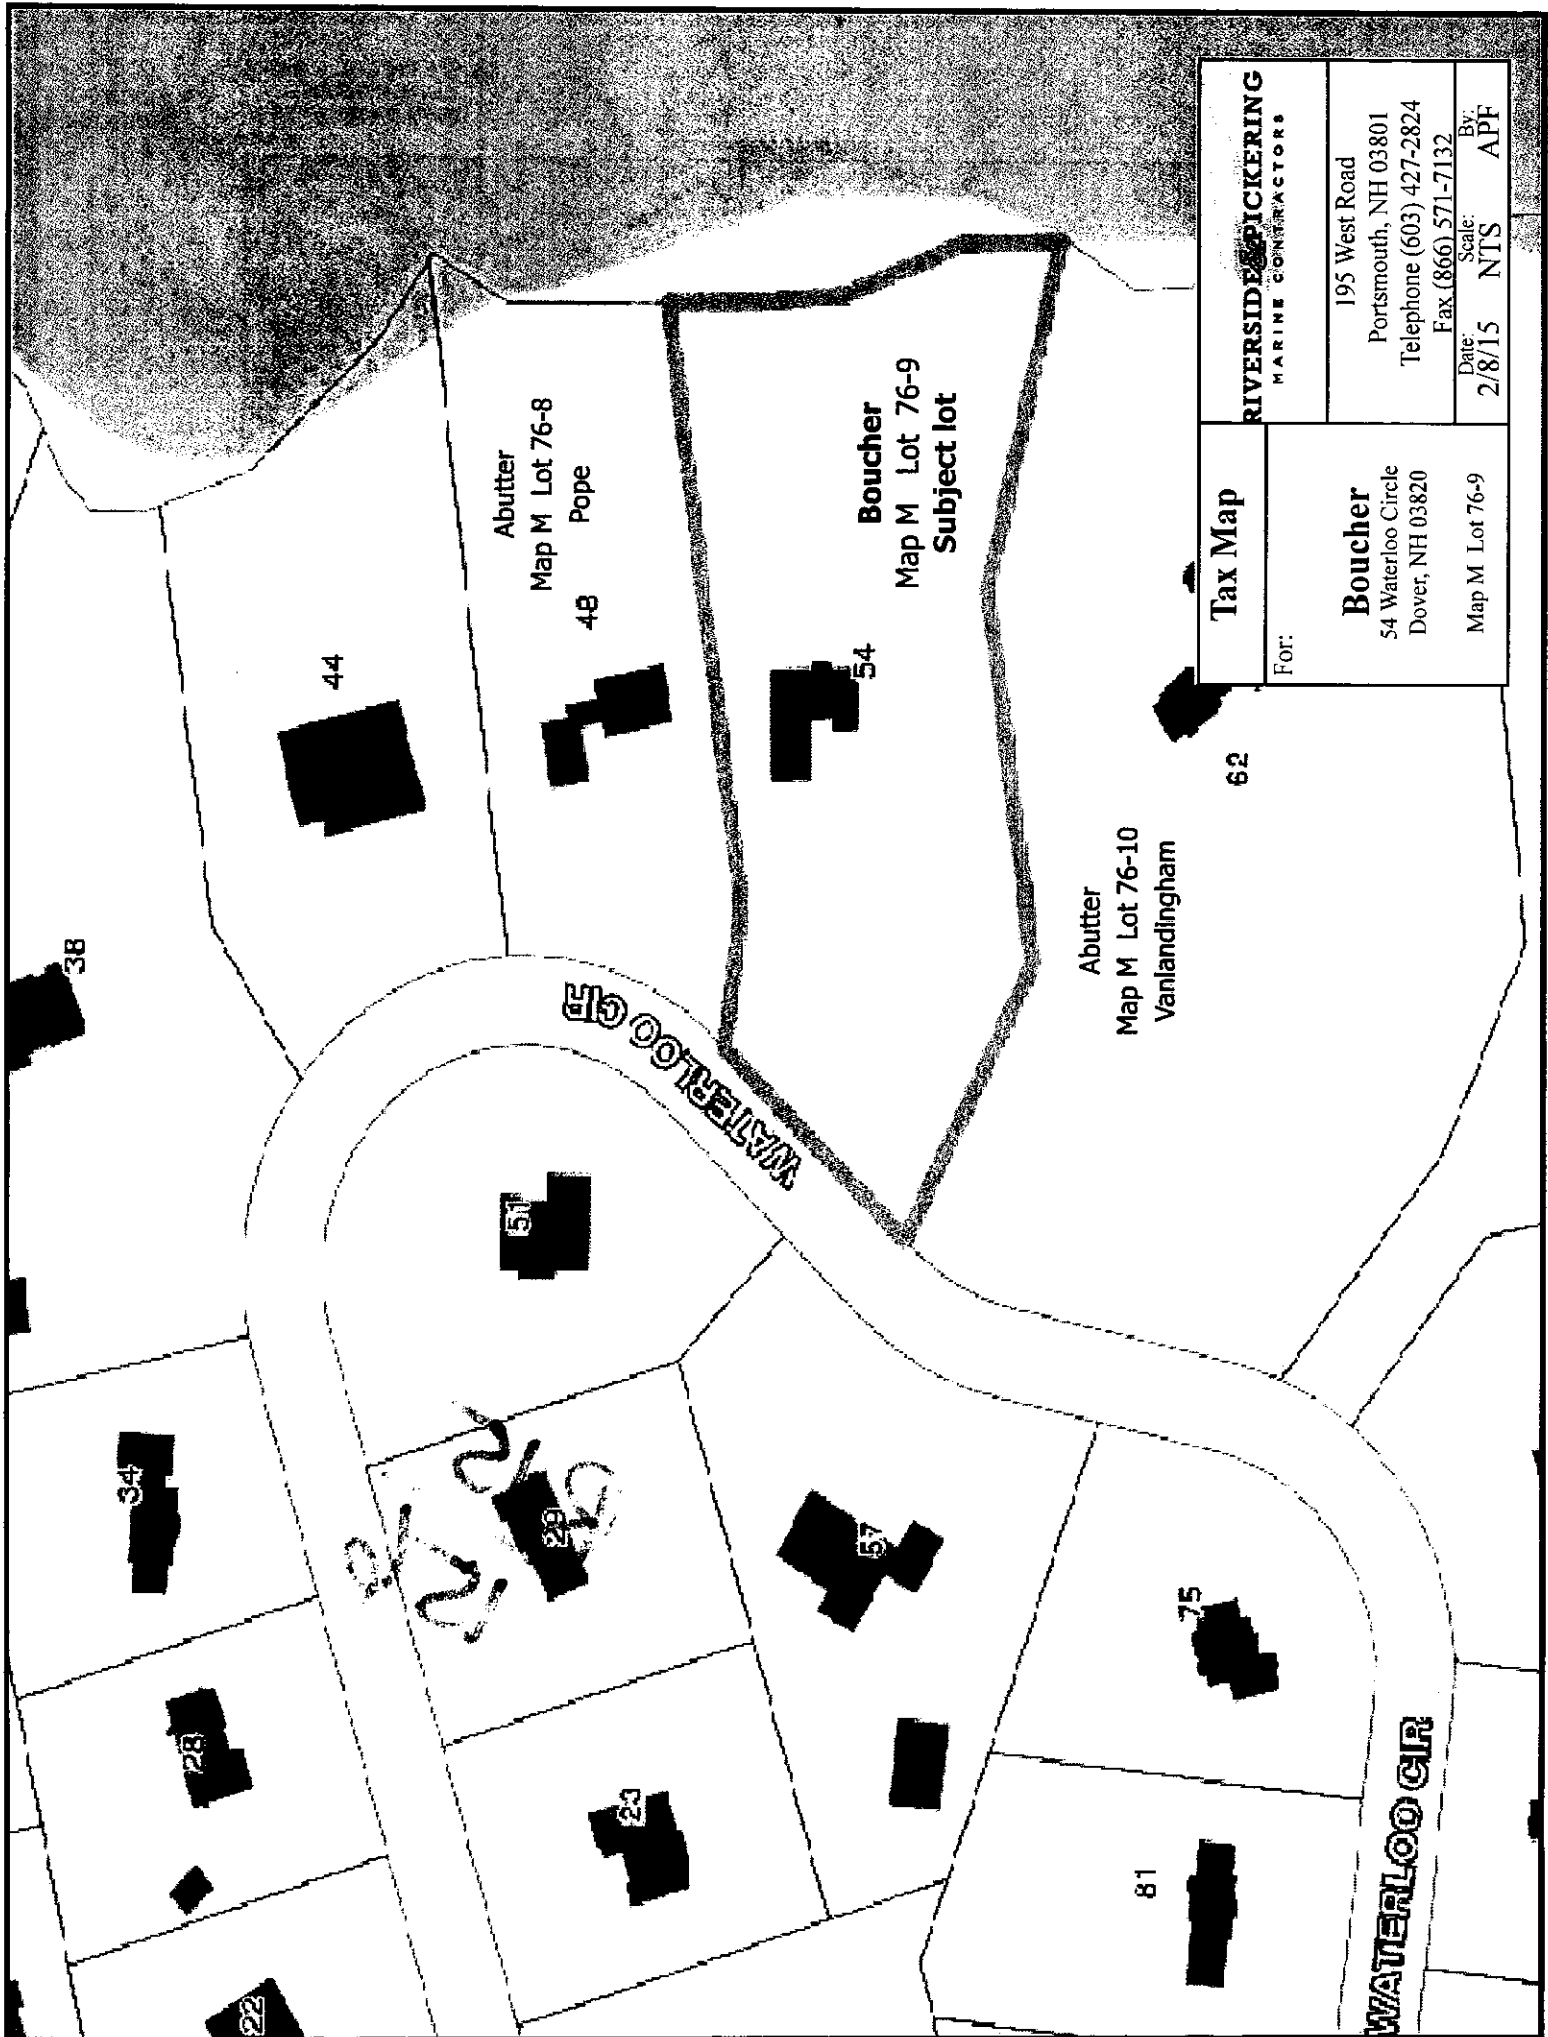 38
44
Abutter
Map M Lot 76-8
Pope
48
Boucher
Map M Lot 76-9
Subject lot
54
WATERLOO CIR
Abutter
Map M Lot 76-10
Vanlandingham
62
34
51
28
29
57
22
23
75
81
WATERLOO CIR
Tax Map
For:
Boucher
54 Waterloo Circle
Dover, NH 03820
Map M Lot 76-9
RIVERSIDE&PICKERING
MARINE CONTRACTORS
195 West Road
Portsmouth, NH 03801
Telephone (603) 427-2824
Fax (866) 571-7132
Date: Scale: By:
2/8/15 NTS APF